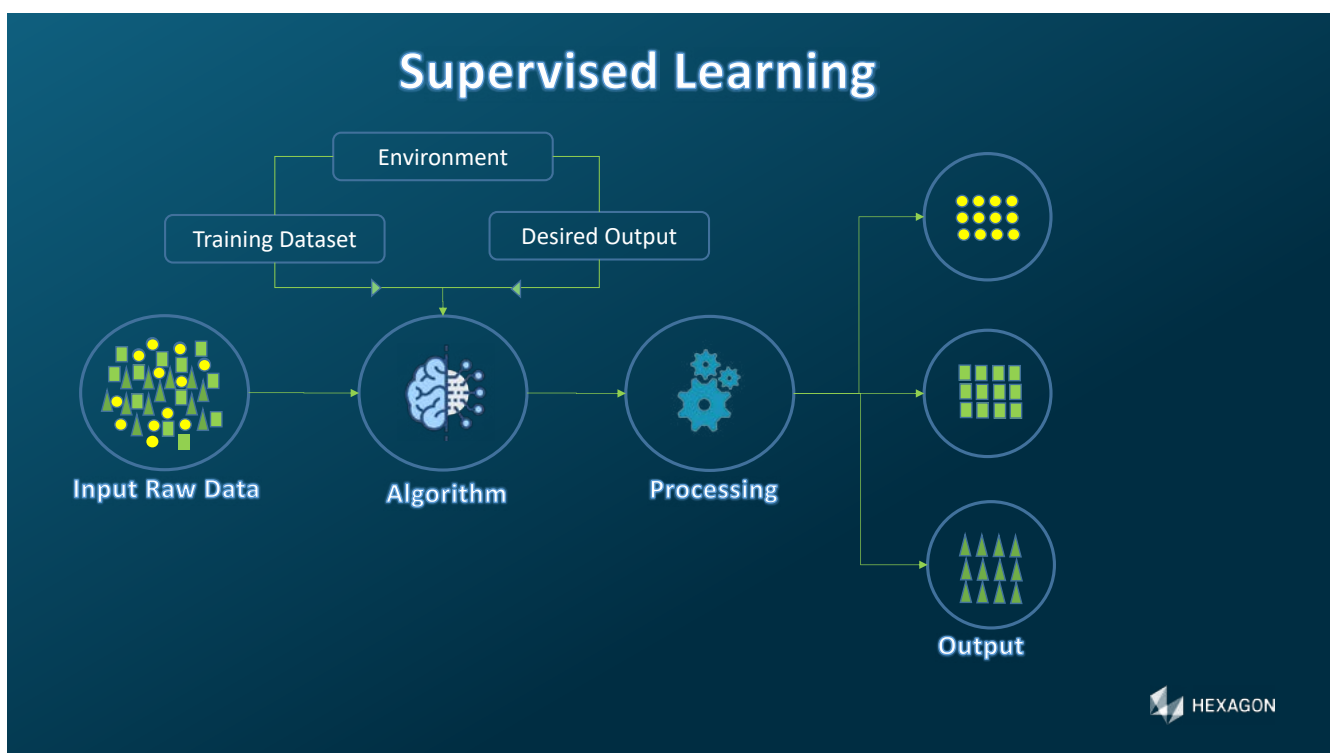 Supervised Learning
Environment
Training Dataset
Desired Output
Input Raw Data
Algorithm
Processing
Output
HEXAGON